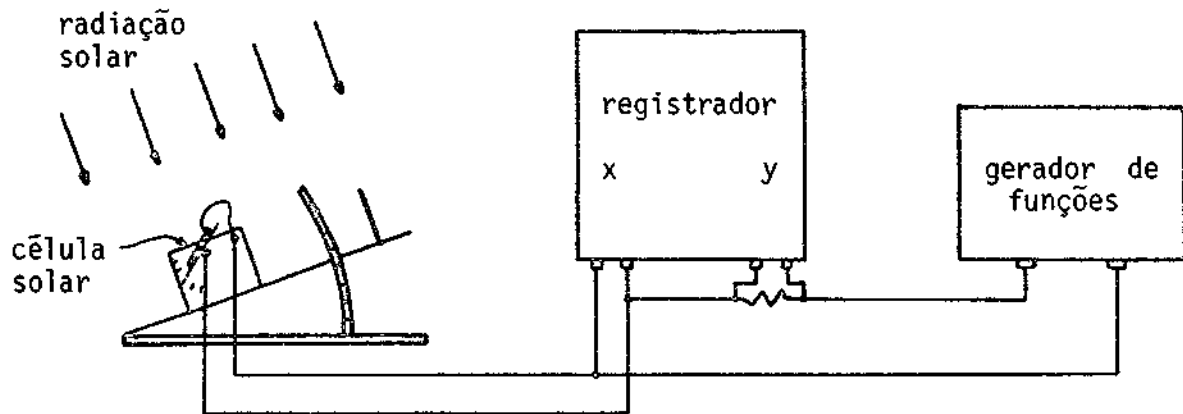 radiação
solar
registrador
x y
gerador de
funções
célula
solar